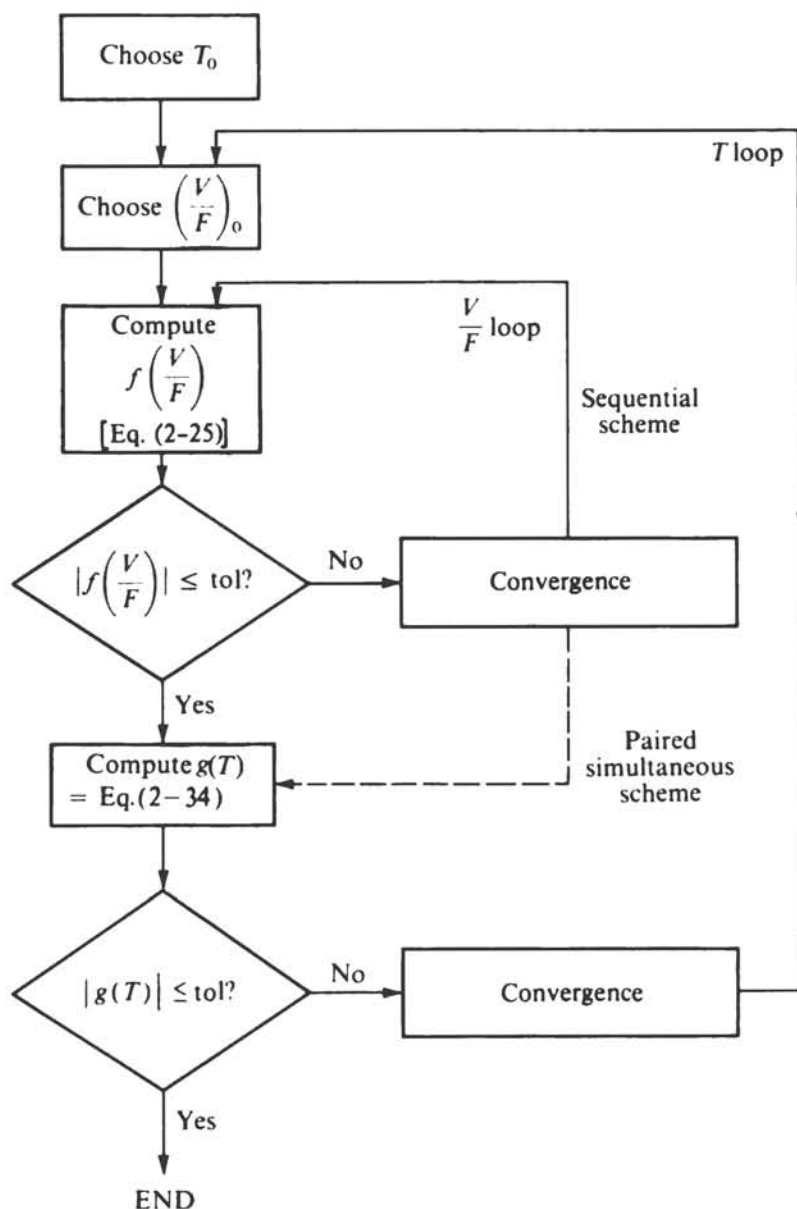 Choose T₀
T loop
Choose (V/F)₀
Compute
f(V/F)
[Eq. (2-25)]
V/F loop
Sequential
scheme
|f(V/F)| ≤ tol?
No
Convergence
Yes
Paired
simultaneous
scheme
Compute g(T)
= Eq.(2-34)
|g(T)| ≤ tol?
No
Convergence
Yes
END